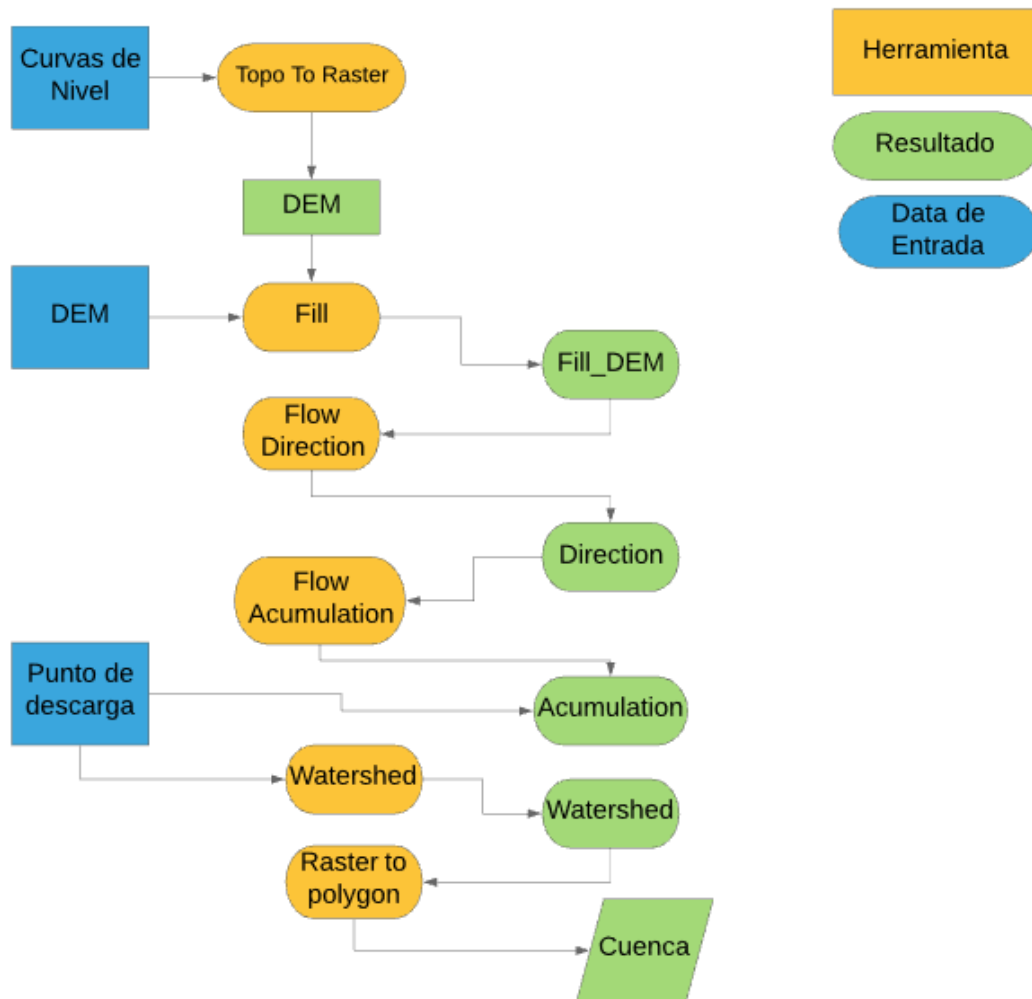 Curvas de
Nivel
Topo To Raster
Herramienta
Resultado
DEM
Data de
Entrada
DEM
Fill
Fill_DEM
Flow
Direction
Direction
Flow
Acumulation
Punto de
descarga
Acumulation
Watershed
Watershed
Raster to
polygon
Cuenca